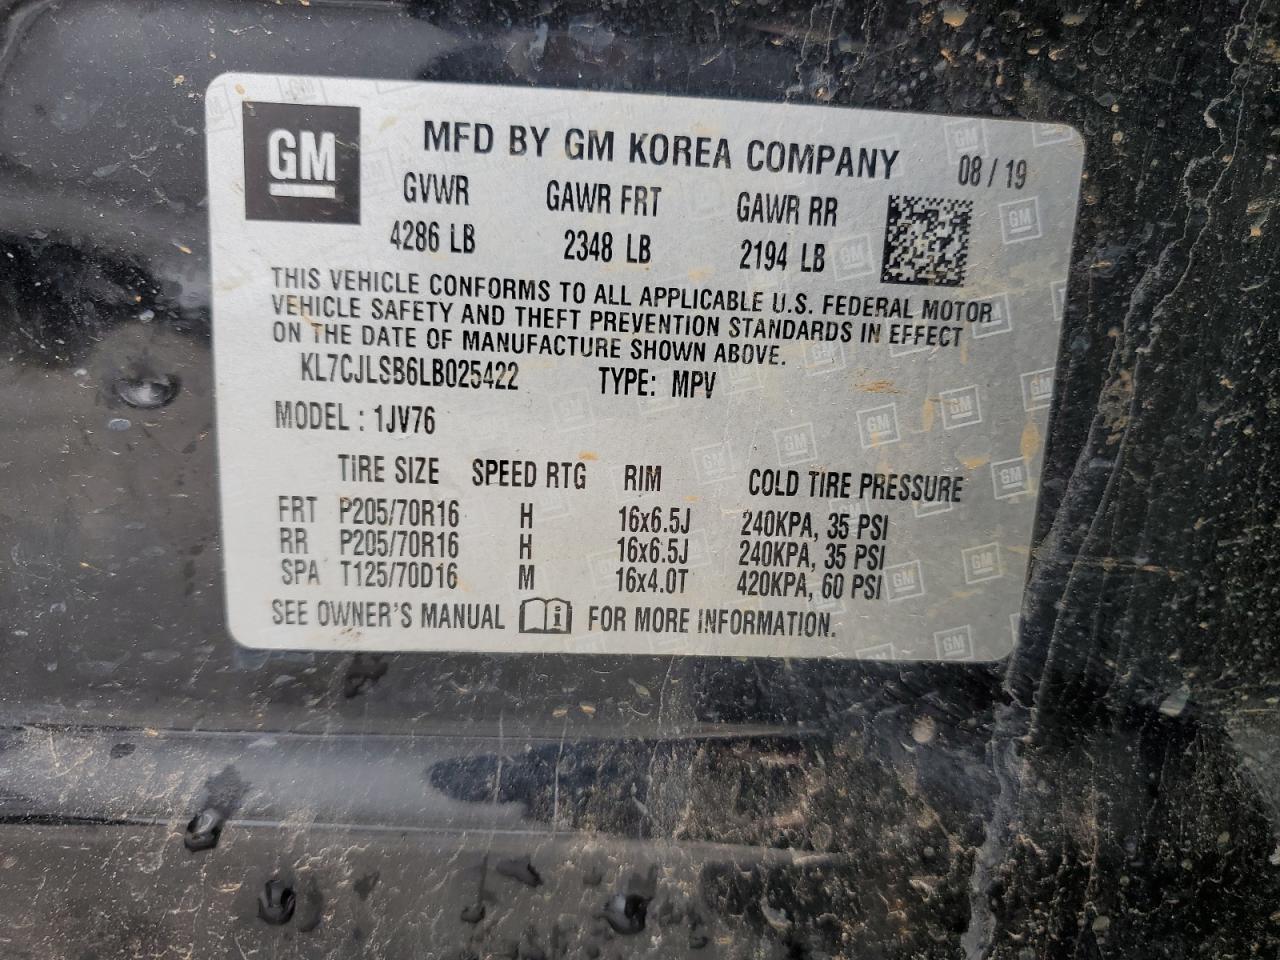 GM
MFD BY GM KOREA COMPANY 08 / 19
GVWR GAWR FRT GAWR RR
4286 LB 2348 LB 2194 LB
THIS VEHICLE CONFORMS TO ALL APPLICABLE U.S. FEDERAL MOTOR
VEHICLE SAFETY AND THEFT PREVENTION STANDARDS IN EFFECT
ON THE DATE OF MANUFACTURE SHOWN ABOVE.
KL7CJLSB6LB025422 TYPE: MPV
MODEL : 1JV76
TIRE SIZE SPEED RTG RIM COLD TIRE PRESSURE
FRT P205/70R16 H 16x6.5J 240KPA, 35 PSI
RR P205/70R16 H 16x6.5J 240KPA, 35 PSI
SPA T125/70D16 M 16x4.0T 420KPA, 60 PSI
SEE OWNER'S MANUAL i FOR MORE INFORMATION.